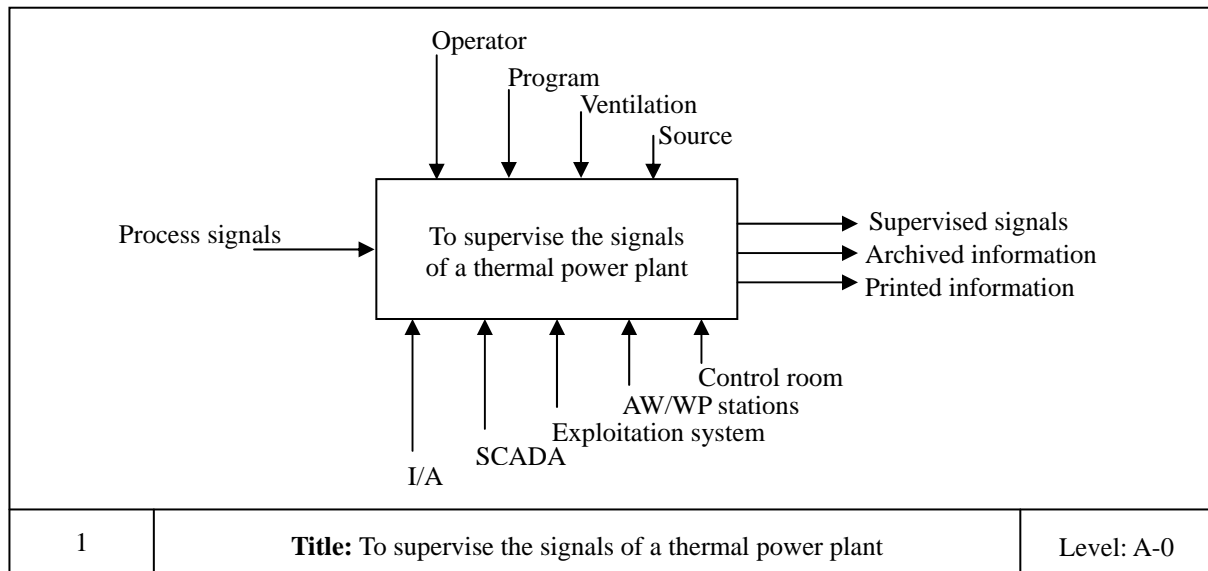 Operator
Program
Ventilation
Source
Process signals
To supervise the signals
of a thermal power plant
Supervised signals
Archived information
Printed information
Control room
AW/WP stations
Exploitation system
SCADA
I/A
1
Title: To supervise the signals of a thermal power plant
Level: A-0